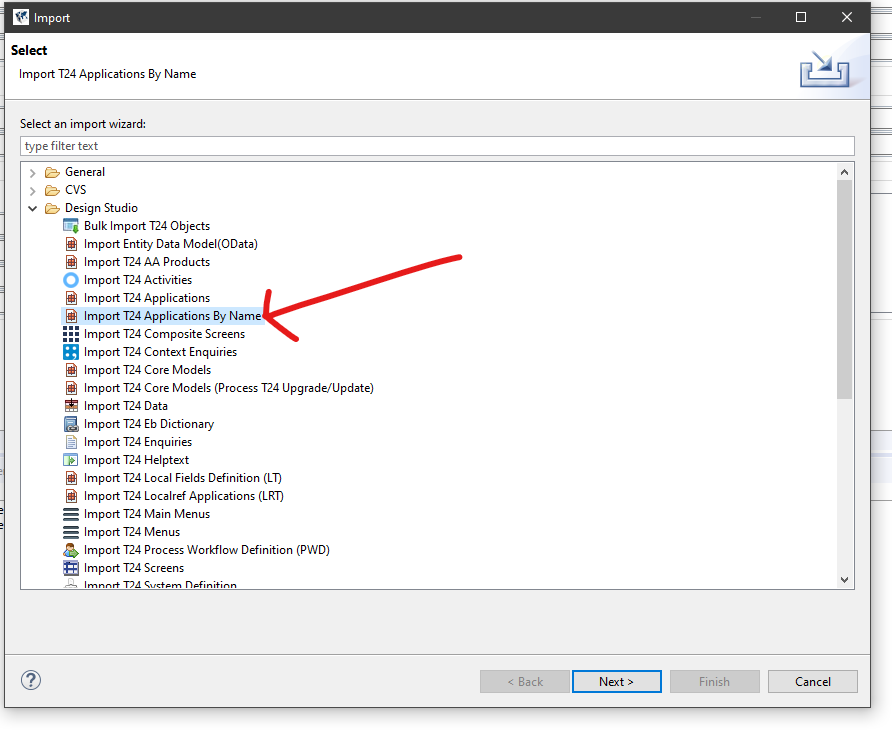 Import
Select
Import T24 Applications By Name
Select an import wizard:
type filter text
General
CVS
Design Studio
Bulk Import T24 Objects
Import Entity Data Model(OData)
Import T24 AA Products
Import T24 Activities
Import T24 Applications
Import T24 Applications By Name
Import T24 Composite Screens
Import T24 Context Enquiries
Import T24 Core Models
Import T24 Core Models (Process T24 Upgrade/Update)
Import T24 Data
Import T24 Eb Dictionary
Import T24 Enquiries
Import T24 Helptext
Import T24 Local Fields Definition (LT)
Import T24 Localref Applications (LRT)
Import T24 Main Menus
Import T24 Menus
Import T24 Process Workflow Definition (PWD)
Import T24 Screens
Import T24 System Definition
?
< Back
Next >
Finish
Cancel